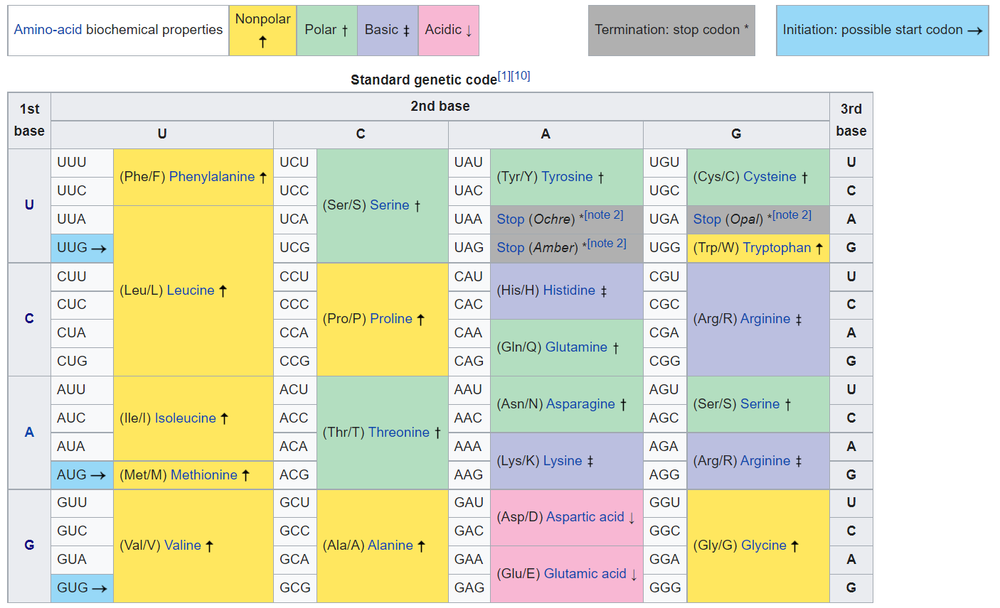 Amino-acid biochemical properties Nonpolar ↑ Polar † Basic ‡ Acidic ↓ Termination: stop codon * Initiation: possible start codon →
Standard genetic code[1][10]
1st base 2nd base 3rd base
U C A G
U UUU (Phe/F) Phenylalanine ↑ UCU (Ser/S) Serine † UAU (Tyr/Y) Tyrosine † UGU (Cys/C) Cysteine † U
UUC UCC UAC UGC C
UUA (Leu/L) Leucine ↑ UCA UAA Stop (Ochre) *[note 2] UGA Stop (Opal) *[note 2] A
UUG → UCG UAG Stop (Amber) *[note 2] UGG (Trp/W) Tryptophan ↑ G
C CUU CCU (Pro/P) Proline ↑ CAU (His/H) Histidine ‡ CGU (Arg/R) Arginine ‡ U
CUC CCC CAC CGC C
CUA CCA CAA (Gln/Q) Glutamine † CGA A
CUG CCG CAG CGG G
A AUU (Ile/I) Isoleucine ↑ ACU (Thr/T) Threonine † AAU (Asn/N) Asparagine † AGU (Ser/S) Serine † U
AUC ACC AAC AGC C
AUA ACA AAA (Lys/K) Lysine ‡ AGA (Arg/R) Arginine ‡ A
AUG → (Met/M) Methionine ↑ ACG AAG AGG G
G GUU (Val/V) Valine ↑ GCU (Ala/A) Alanine ↑ GAU (Asp/D) Aspartic acid ↓ GGU (Gly/G) Glycine ↑ U
GUC GCC GAC GGC C
GUA GCA GAA (Glu/E) Glutamic acid ↓ GGA A
GUG → GCG GAG GGG G